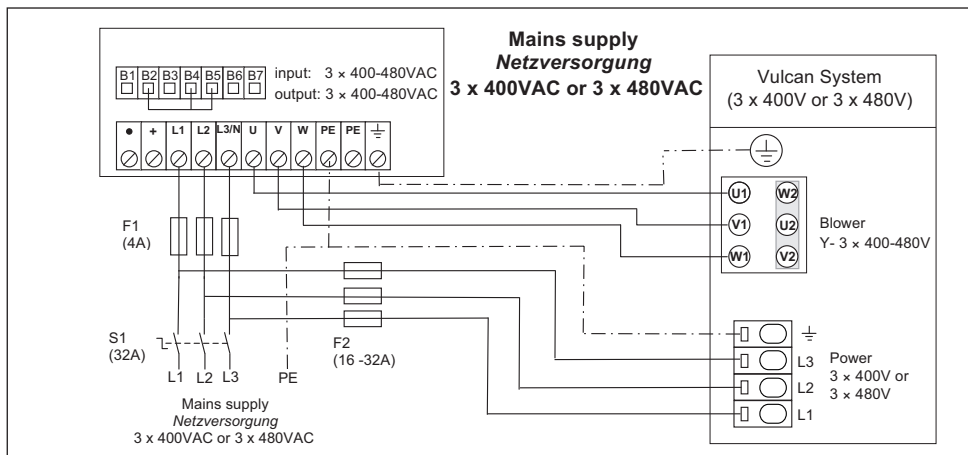 B1 B2 B3 B4 B5 B6 B7
input: 3 × 400-480VAC
output: 3 × 400-480VAC
Mains supply
Netzversorgung
3 x 400VAC or 3 x 480VAC
Vulcan System
(3 x 400V or 3 x 480V)
● + L1 L2 L3/N U V W PE PE
F1
(4A)
U1 W2
V1 U2
W1 V2
Blower
Y- 3 × 400-480V
F2
(16 -32A)
S1
(32A)
L1 L2 L3 PE
Mains supply
Netzversorgung
3 x 400VAC or 3 x 480VAC
L3
L2
L1
Power
3 × 400V or
3 × 480V